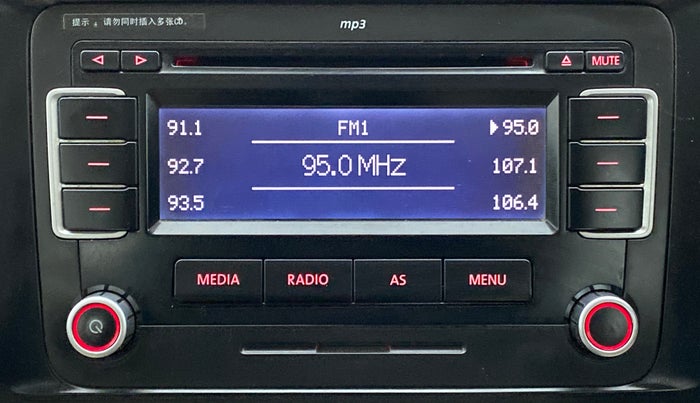 提示：请勿同时插入多张CD。
mp3
MUTE
91.1 FM1 95.0
92.7 95.0 MHz 107.1
93.5 106.4
MEDIA RADIO AS MENU